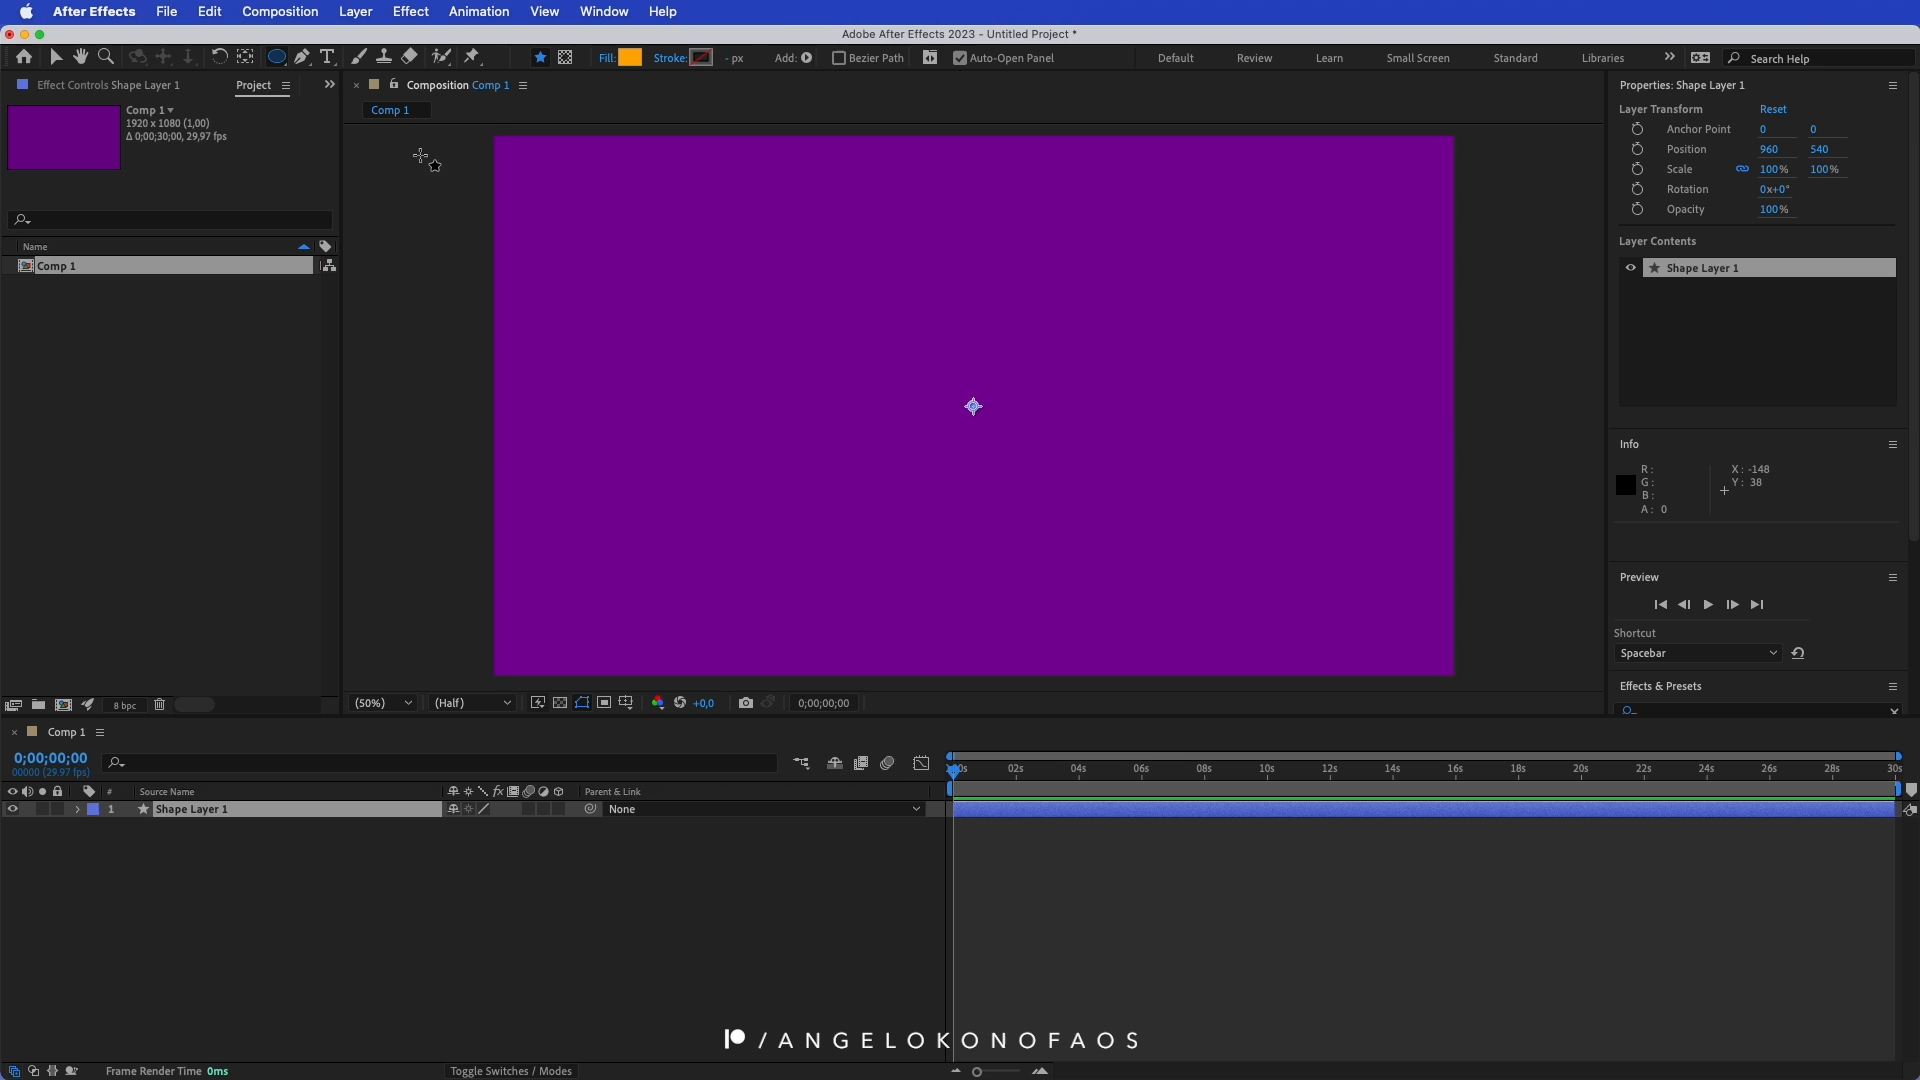 After Effects File Edit Composition Layer Effect Animation View Window Help
Adobe After Effects 2023 - Untitled Project *
Fill: Stroke: - px Add: Bezier Path Auto-Open Panel Default Review Learn Small Screen Standard Libraries Search Help
Effect Controls Shape Layer 1 Project
Comp 1
1920 x 1080 (1,00)
Δ 0;00;30;00, 29,97 fps
Name
Comp 1
8 bpc
Composition Comp 1
Comp 1
(50%) (Half) +0,0 0;00;00;00
Properties: Shape Layer 1
Layer Transform Reset
Anchor Point 0 0
Position 960 540
Scale 100% 100%
Rotation 0x+0°
Opacity 100%
Layer Contents
Shape Layer 1
Info
R:
G:
B:
A: 0
X: -148
Y: 38
Preview
Shortcut
Spacebar
Effects & Presets
Comp 1
0;00;00;00
00000 (29.97 fps)
# Source Name fx Parent & Link
1 Shape Layer 1 None
02s 04s 06s 08s 10s 12s 14s 16s 18s 20s 22s 24s 26s 28s 30s
/ANGELOKONOFAOS
Frame Render Time 0ms Toggle Switches / Modes